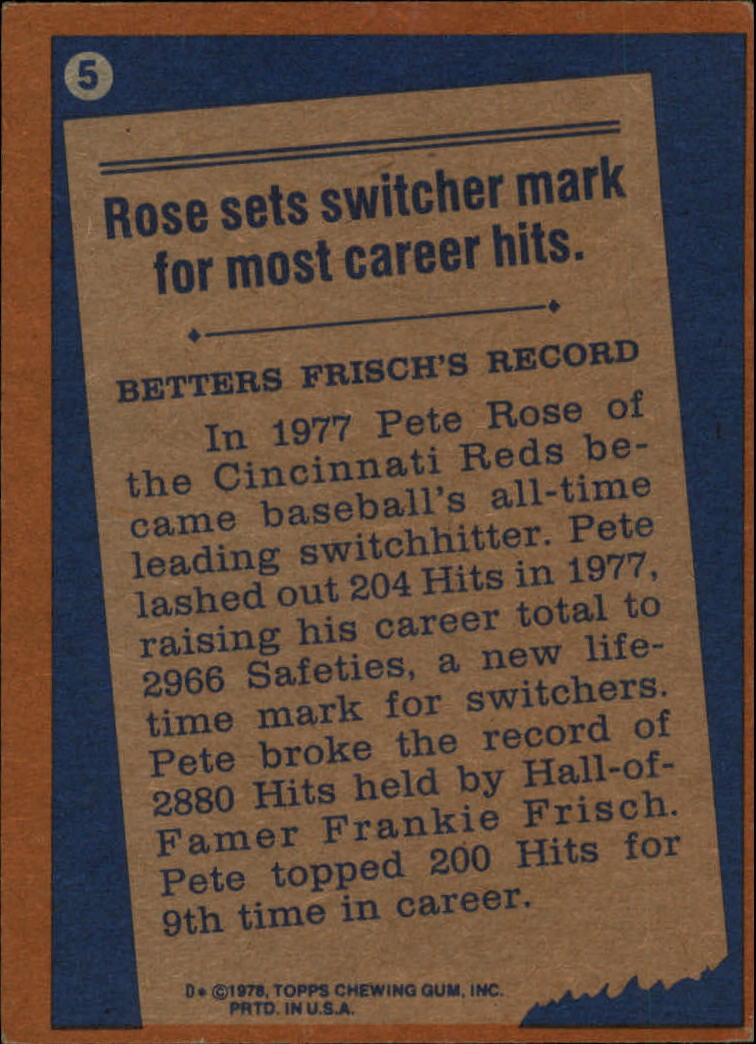 5
Rose sets switcher mark
for most career hits.
BETTERS FRISCH'S RECORD
In 1977 Pete Rose of
the Cincinnati Reds be-
came baseball's all-time
leading switchhitter. Pete
lashed out 204 Hits in 1977,
raising his career total to
2966 Safeties, a new life-
time mark for switchers.
Pete broke the record of
2880 Hits held by Hall-of-
Famer Frankie Frisch.
Pete topped 200 Hits for
9th time in career.
D* ©1978, TOPPS CHEWING GUM, INC.
PRTD. IN U.S.A.